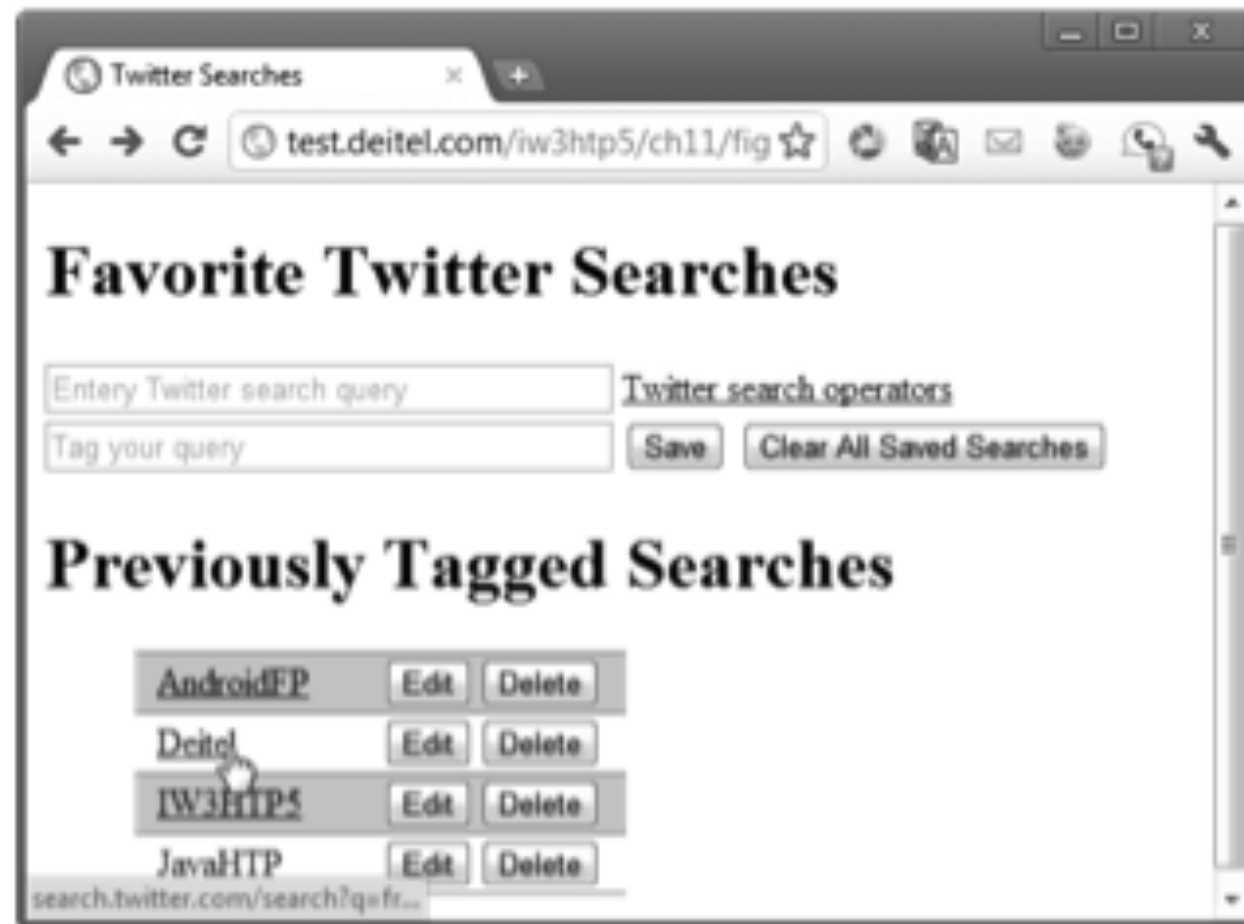 Twitter Searches
test.deitel.com/iw3htp5/ch11/fig
Favorite Twitter Searches
Entery Twitter search query Twitter search operators
Tag your query Save Clear All Saved Searches
Previously Tagged Searches
AndroidFP Edit Delete
Deitel Edit Delete
IW3HTP5 Edit Delete
JavaHTP Edit Delete
search.twitter.com/search?q=fr...